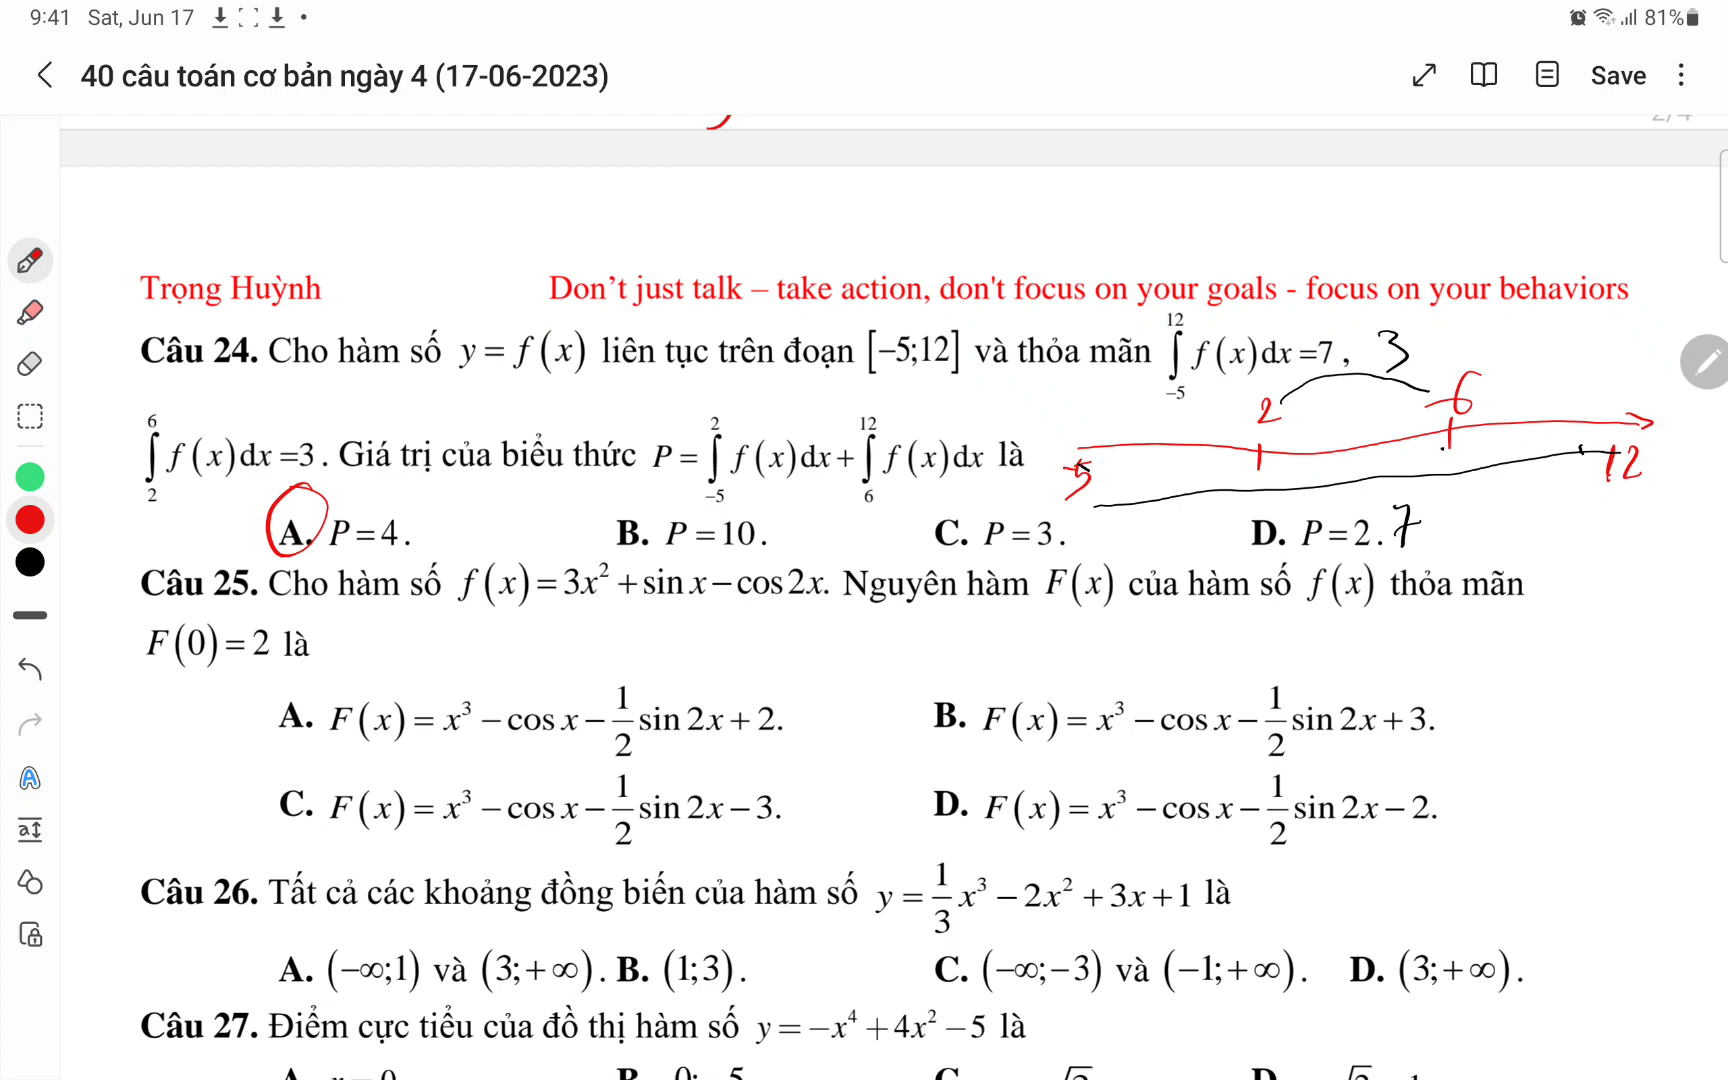 9:41 Sat, Jun 17
81%
40 câu toán cơ bản ngày 4 (17-06-2023)
Save
Trọng Huỳnh Don’t just talk – take action, don't focus on your goals - focus on your behaviors
Câu 24. Cho hàm số y = f(x) liên tục trên đoạn [−5;12] và thỏa mãn ∫_{−5}^{12} f(x)dx =7 , 3
2 6
∫_{2}^{6} f(x)dx =3 . Giá trị của biểu thức P = ∫_{−5}^{2} f(x)dx + ∫_{6}^{12} f(x)dx là
-5 12
A. P = 4 . B. P = 10 . C. P = 3 . D. P = 2 . 7
Câu 25. Cho hàm số f(x) = 3x² + sin x − cos 2x. Nguyên hàm F(x) của hàm số f(x) thỏa mãn
F(0) = 2 là
A. F(x) = x³ − cos x − 1/2 sin 2x + 2. B. F(x) = x³ − cos x − 1/2 sin 2x + 3.
C. F(x) = x³ − cos x − 1/2 sin 2x − 3. D. F(x) = x³ − cos x − 1/2 sin 2x − 2.
Câu 26. Tất cả các khoảng đồng biến của hàm số y = 1/3 x³ − 2x² + 3x + 1 là
A. (−∞;1) và (3;+∞) . B. (1;3) . C. (−∞;−3) và (−1;+∞) . D. (3;+∞) .
Câu 27. Điểm cực tiểu của đồ thị hàm số y = −x⁴ + 4x² − 5 là